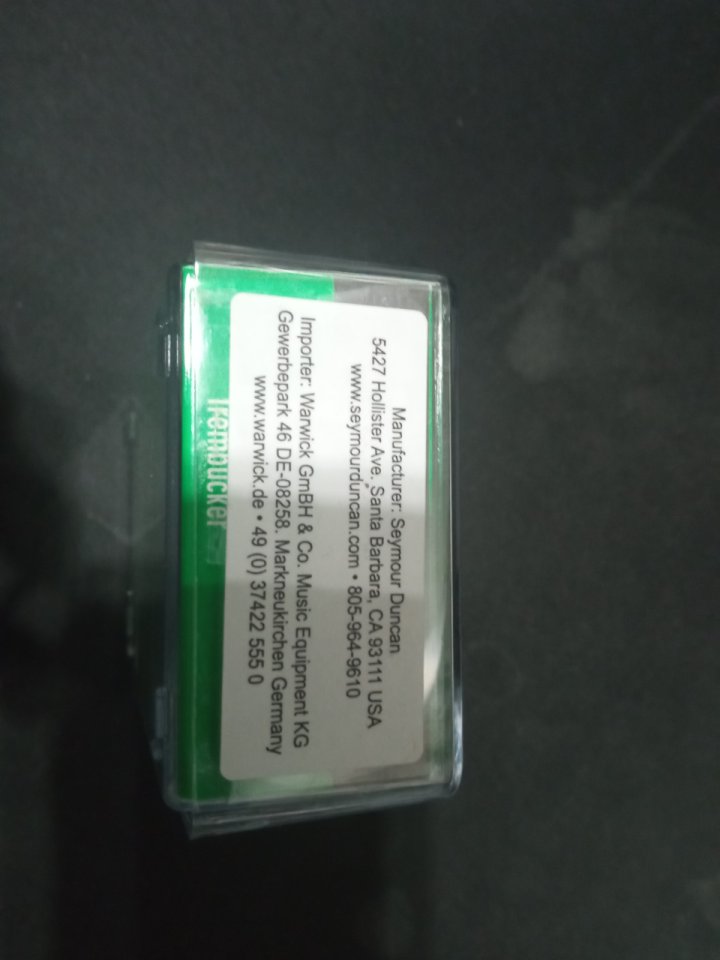 Manufacturer: Seymour Duncan
5427 Hollister Ave. Santa Barbara, CA 93111 USA
www.seymourduncan.com • 805-964-9610
Importer: Warwick GmBH & Co. Music Equipment KG
Gewerbepark 46 DE-08258. Markneukirchen Germany
www.warwick.de • 49 (0) 37422 555 0
Trembucker